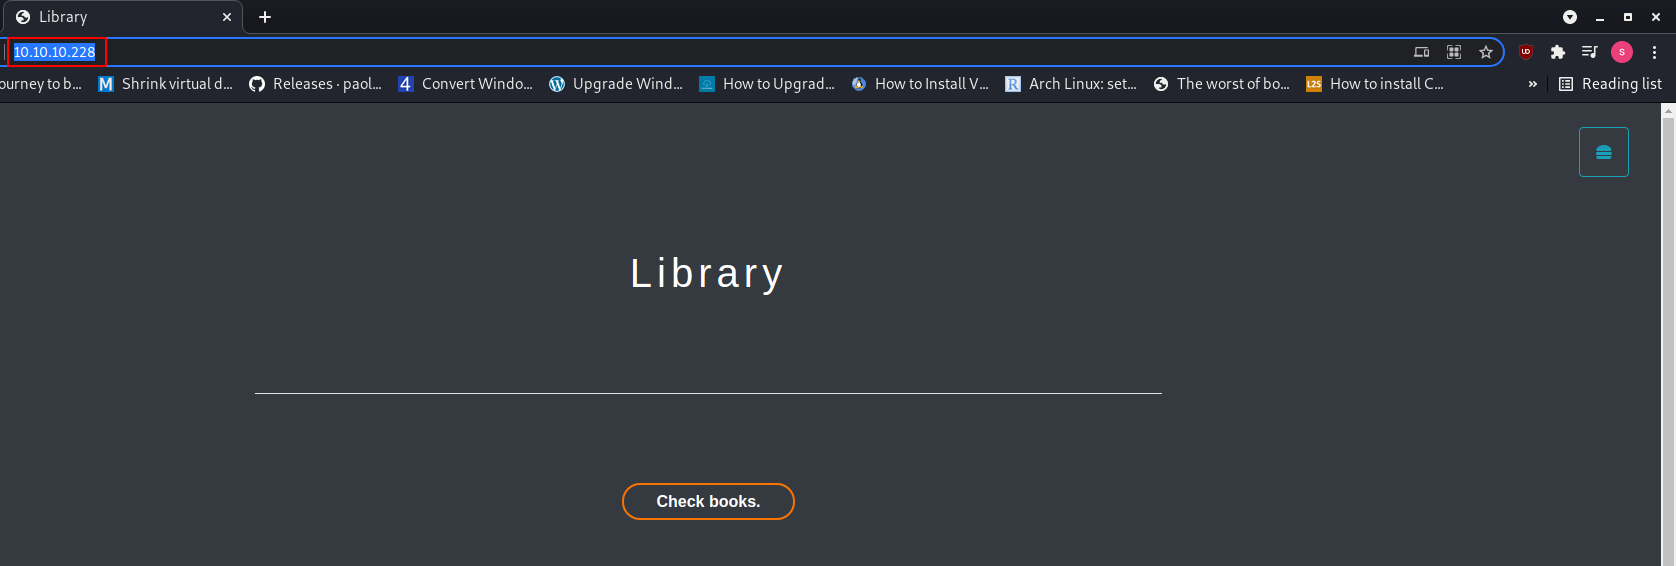 Library
10.10.10.228
ourney to b... Shrink virtual d... Releases · paol... Convert Windo... Upgrade Wind... How to Upgrad... How to Install V... Arch Linux: set... The worst of bo... How to install C... » Reading list
Library
Check books.